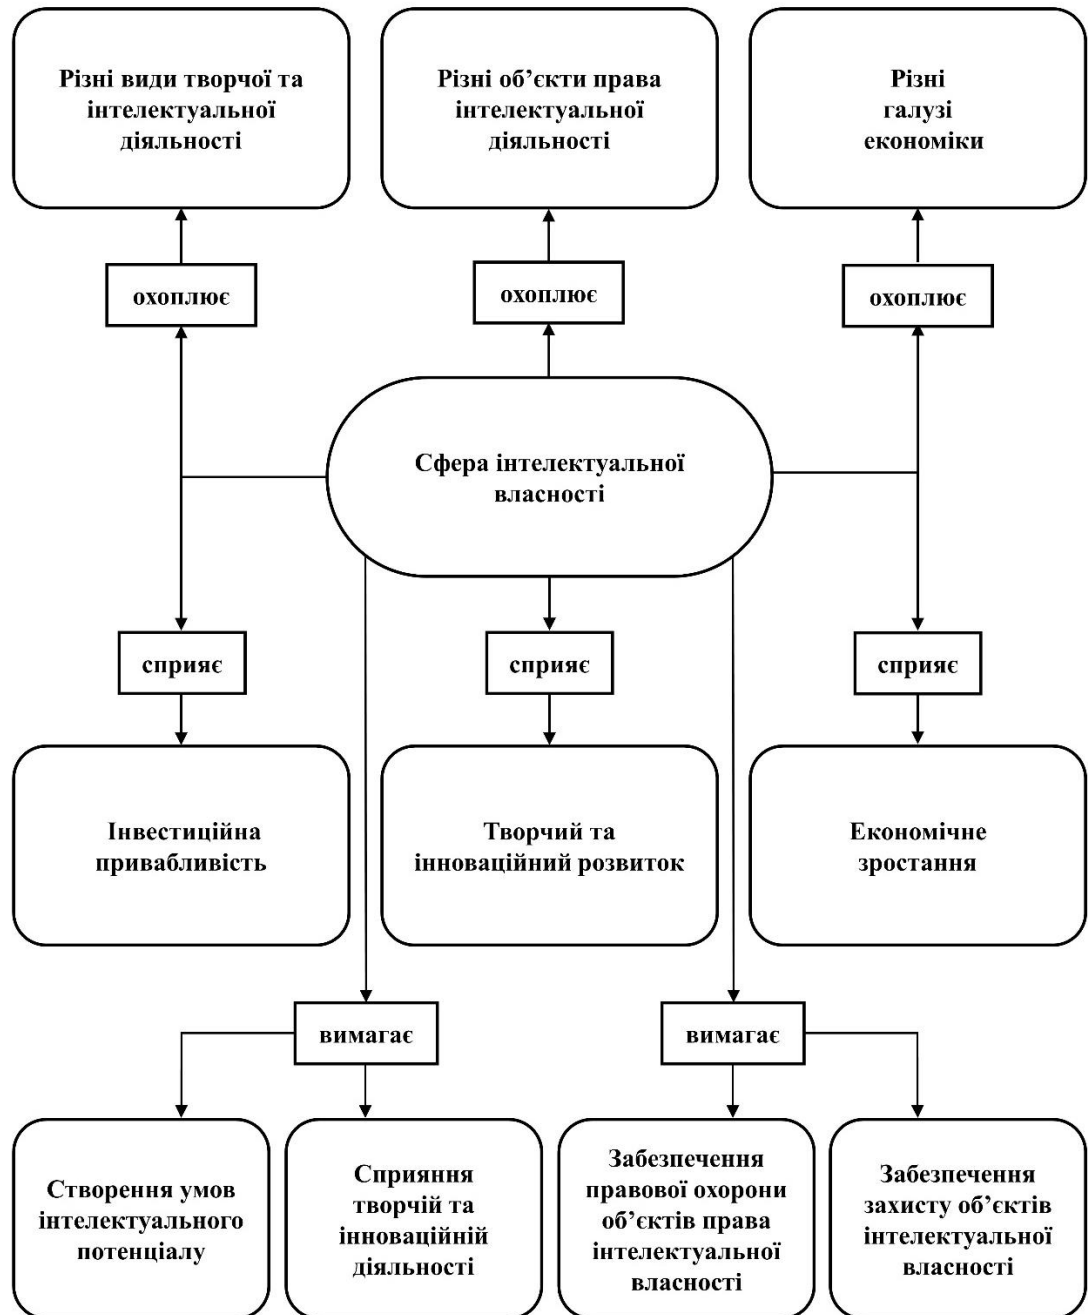 Різні види творчої та
інтелектуальної
діяльності
Різні об’єкти права
інтелектуальної
діяльності
Різні
галузі
економіки
охоплює
охоплює
охоплює
Сфера інтелектуальної
власності
сприяє
сприяє
сприяє
Інвестиційна
привабливість
Творчий та
інноваційний розвиток
Економічне
зростання
вимагає
вимагає
Створення умов
інтелектуального
потенціалу
Сприяння
творчій та
інноваційній
діяльності
Забезпечення
правової охорони
об’єктів права
інтелектуальної
власності
Забезпечення
захисту об’єктів
інтелектуальної
власності